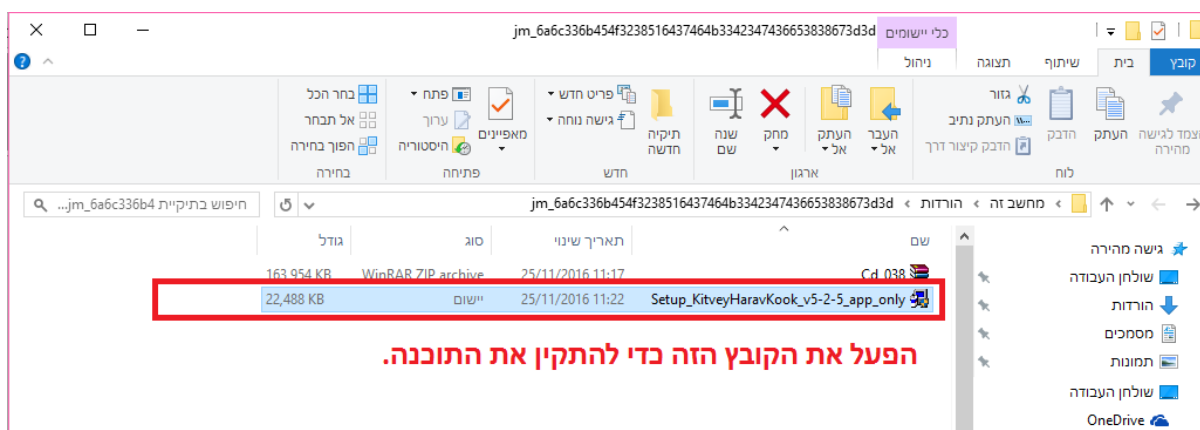 jm_6a6c336b454f3238516437464b3342347436653838673d3d
כלי יישומים
קובץ
בית
שיתוף
תצוגה
ניהול
הצמד לגישה מהירה
העתק
הדבק
גזור
העתק נתיב
הדבק קיצור דרך
לוח
העבר אל
העתק אל
מחק
שנה שם
ארגון
תיקיה חדשה
פריט חדש
גישה נוחה
חדש
מאפיינים
פתח
ערוך
היסטוריה
פתיחה
בחר הכל
אל תבחר
הפוך בחירה
בחירה
מחשב זה › הורדות › jm_6a6c336b454f3238516437464b3342347436653838673d3d
חיפוש בתיקיית jm_6a6c336b4...
שם תאריך שינוי סוג גודל
Cd_038 25/11/2016 11:17 WinRAR ZIP archive 163,954 KB
Setup_KitveyHaravKook_v5-2-5_app_only 25/11/2016 11:22 יישום 22,488 KB
הפעל את הקובץ הזה כדי להתקין את התוכנה.
גישה מהירה
שולחן העבודה
הורדות
מסמכים
תמונות
שולחן העבודה
OneDrive